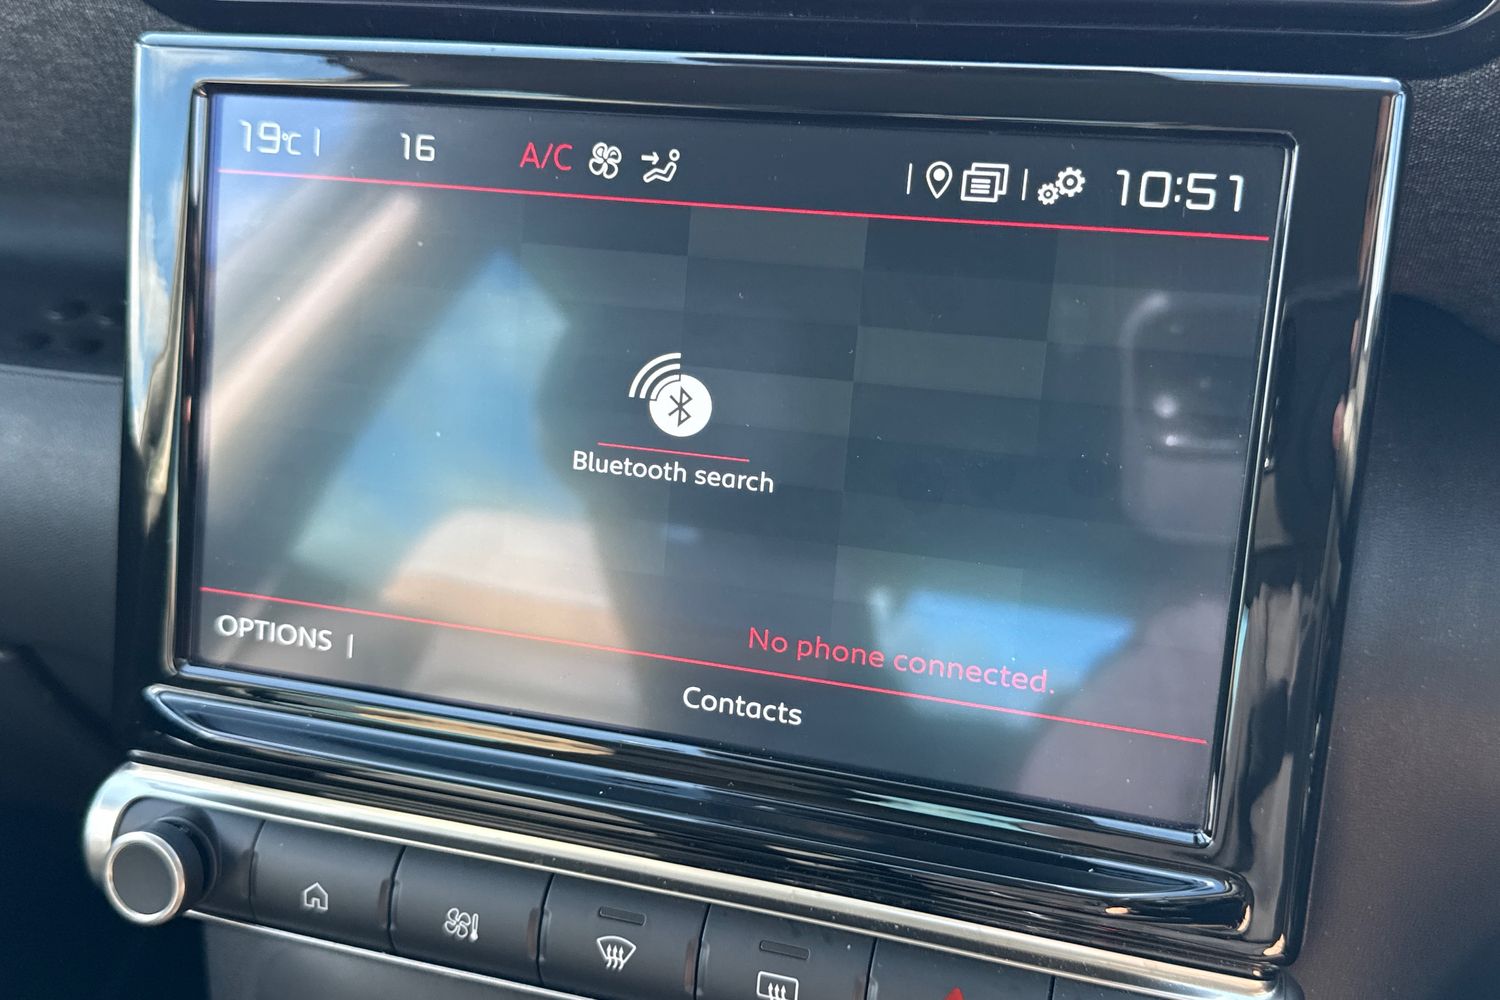 19°C | 16 A/C | | 10:51
Bluetooth search
No phone connected.
OPTIONS |
Contacts